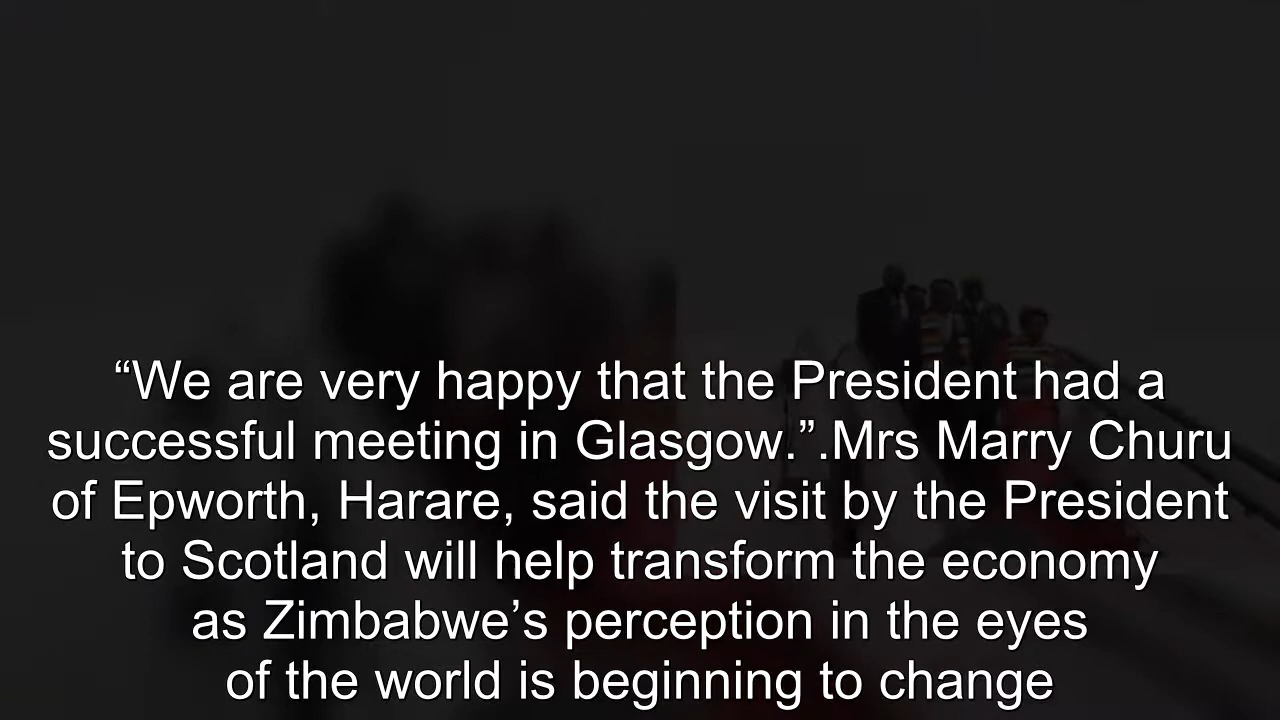 “We are very happy that the President had a
successful meeting in Glasgow.”.Mrs Marry Churu
of Epworth, Harare, said the visit by the President
to Scotland will help transform the economy
as Zimbabwe’s perception in the eyes
of the world is beginning to change